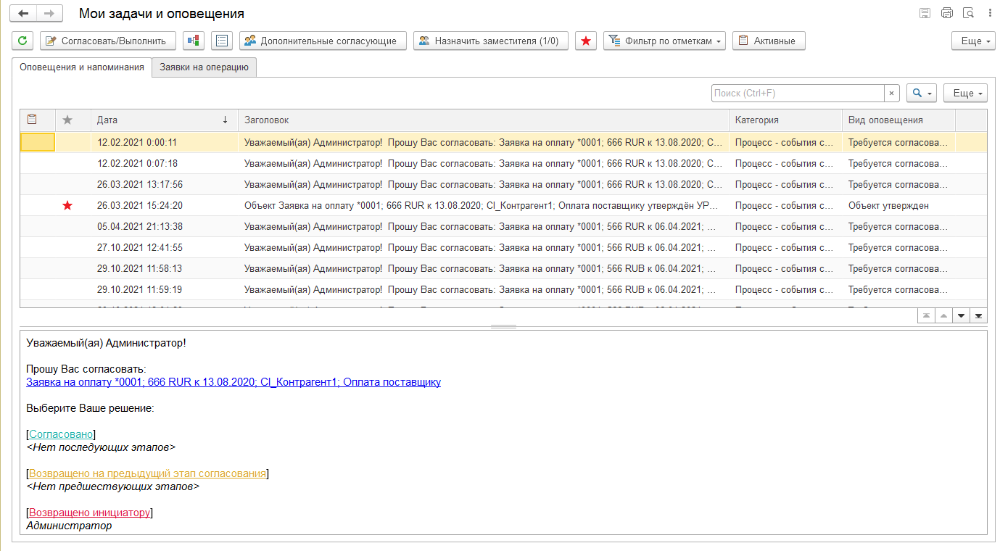 Мои задачи и оповещения
Согласовать/Выполнить Дополнительные согласующие Назначить заместителя (1/0) Фильтр по отметкам Активные Еще
Оповещения и напоминания Заявки на операцию
Поиск (Ctrl+F) × Еще
Дата ↓ Заголовок Категория Вид оповещения
12.02.2021 0:00:11 Уважаемый(ая) Администратор! Прошу Вас согласовать: Заявка на оплату *0001; 666 RUR к 13.08.2020; C... Процесс - события с... Требуется согласова...
12.02.2021 0:07:18 Уважаемый(ая) Администратор! Прошу Вас согласовать: Заявка на оплату *0001; 666 RUR к 13.08.2020; C... Процесс - события с... Требуется согласова...
26.03.2021 13:17:56 Уважаемый(ая) Администратор! Прошу Вас согласовать: Заявка на оплату *0001; 666 RUR к 13.08.2020; C... Процесс - события с... Требуется согласова...
26.03.2021 15:24:20 Объект Заявка на оплату *0001; 666 RUR к 13.08.2020; CI_Контрагент1; Оплата поставщику утверждён УР... Процесс - события с... Объект утвержден
05.04.2021 21:13:38 Уважаемый(ая) Администратор! Прошу Вас согласовать: Заявка на оплату *0001; 566 RUR к 06.04.2021; ... Процесс - события с... Требуется согласова...
27.10.2021 12:41:55 Уважаемый(ая) Администратор! Прошу Вас согласовать: Заявка на оплату *0001; 566 RUB к 06.04.2021; ... Процесс - события с... Требуется согласова...
29.10.2021 11:58:13 Уважаемый(ая) Администратор! Прошу Вас согласовать: Заявка на оплату *0001; 566 RUB к 06.04.2021; ... Процесс - события с... Требуется согласова...
29.10.2021 11:59:19 Уважаемый(ая) Администратор! Прошу Вас согласовать: Заявка на оплату *0001; 566 RUB к 06.04.2021; ... Процесс - события с... Требуется согласова...
Уважаемый(ая) Администратор!
Прошу Вас согласовать:
Заявка на оплату *0001; 666 RUR к 13.08.2020; CI_Контрагент1; Оплата поставщику
Выберите Ваше решение:
[Согласовано]
<Нет последующих этапов>
[Возвращено на предыдущий этап согласования]
<Нет предшествующих этапов>
[Возвращено инициатору]
Администратор